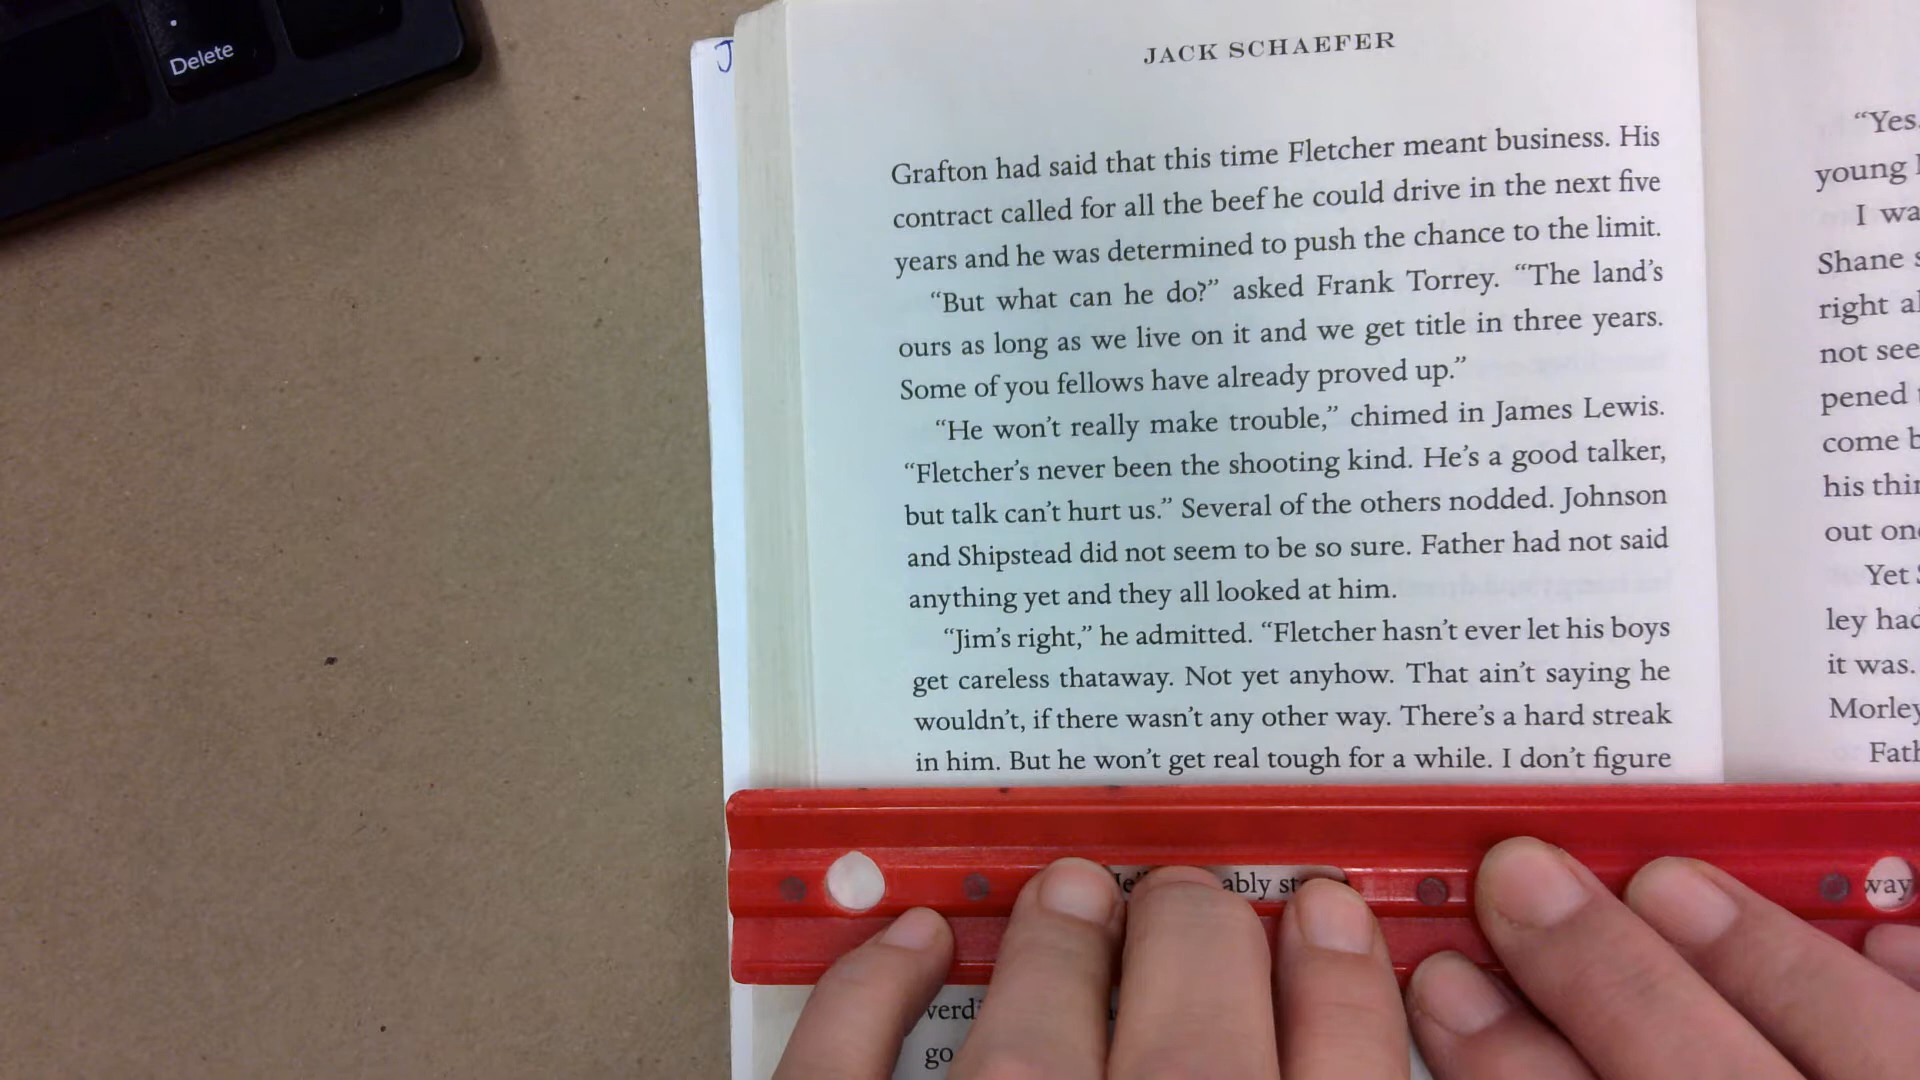 Delete
J
JACK SCHAEFER
Grafton had said that this time Fletcher meant business. His
contract called for all the beef he could drive in the next five
years and he was determined to push the chance to the limit.
“But what can he do?” asked Frank Torrey. “The land’s
ours as long as we live on it and we get title in three years.
Some of you fellows have already proved up.”
“He won’t really make trouble,” chimed in James Lewis.
“Fletcher’s never been the shooting kind. He’s a good talker,
but talk can’t hurt us.” Several of the others nodded. Johnson
and Shipstead did not seem to be so sure. Father had not said
anything yet and they all looked at him.
“Jim’s right,” he admitted. “Fletcher hasn’t ever let his boys
get careless thataway. Not yet anyhow. That ain’t saying he
wouldn’t, if there wasn’t any other way. There’s a hard streak
in him. But he won’t get real tough for a while. I don’t figure
ably st
go
“Yes
young
I wa
Shane
right
not see
pened
come
his
out
Yet
ley had
it was.
Morley
Fath
way